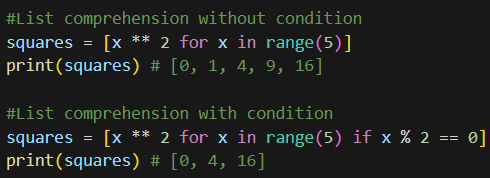 #List comprehension without condition
squares = [x ** 2 for x in range(5)]
print(squares) # [0, 1, 4, 9, 16]
#List comprehension with condition
squares = [x ** 2 for x in range(5) if x % 2 == 0]
print(squares) # [0, 4, 16]